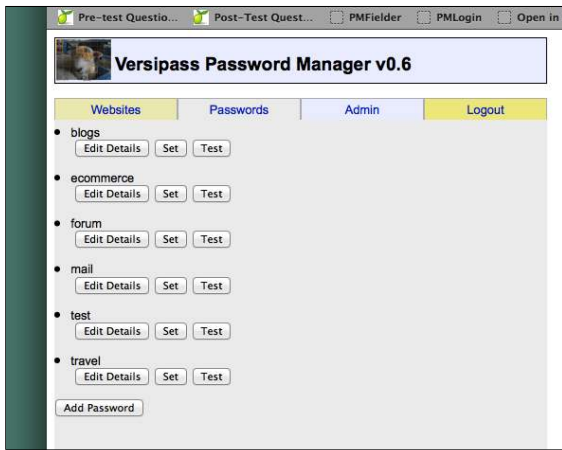 Pre-test Questio... Post-Test Quest... PMFielder PMLogin Open in
Versipass Password Manager v0.6
Websites Passwords Admin Logout
blogs
Edit Details Set Test
ecommerce
Edit Details Set Test
forum
Edit Details Set Test
mail
Edit Details Set Test
test
Edit Details Set Test
travel
Edit Details Set Test
Add Password